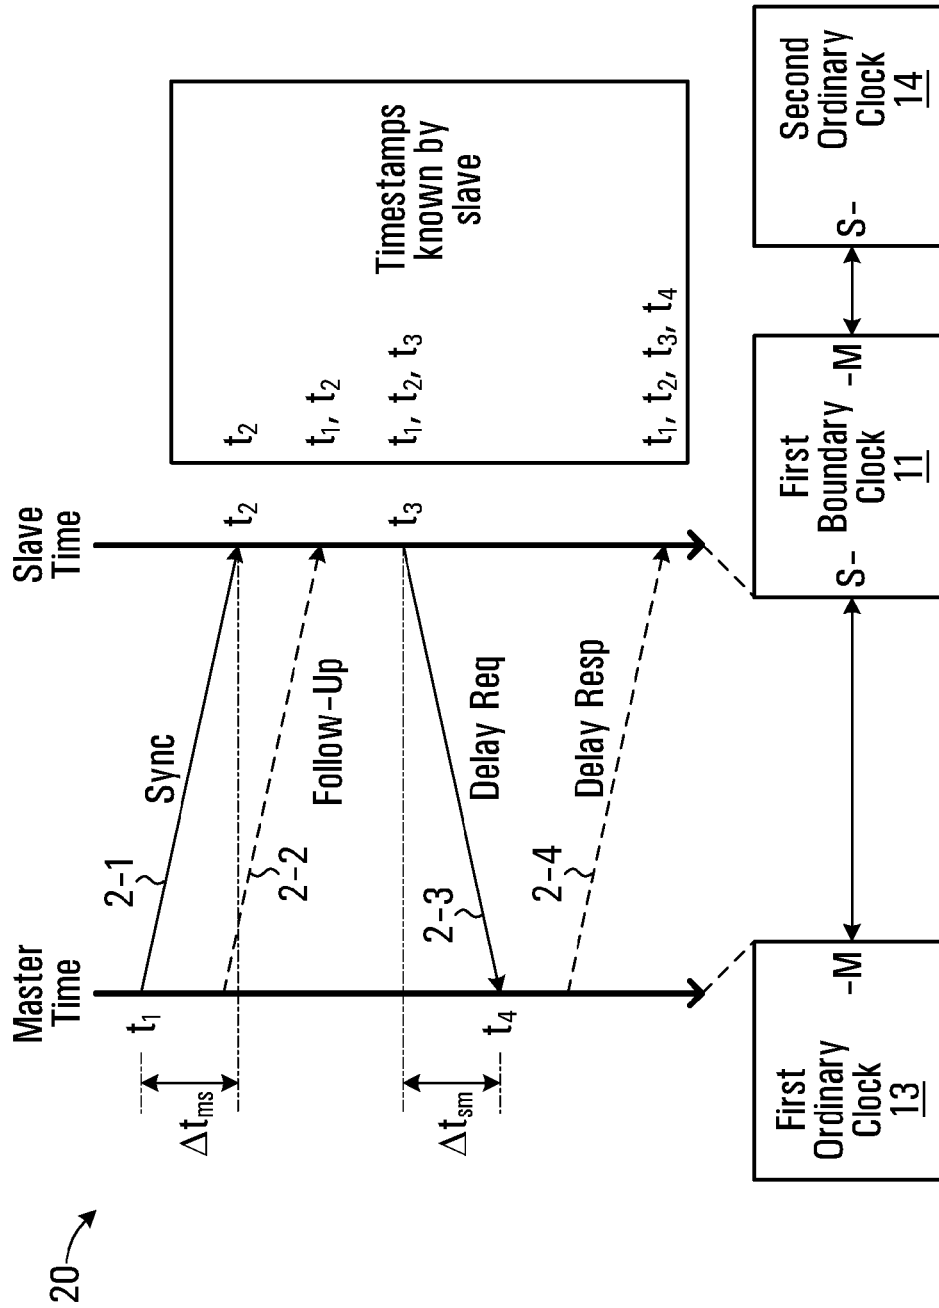 20
Master
Time
Slave
Time
t1
Δtms
2-1
Sync
t2
t2
2-2
Follow-Up
t1, t2
Timestamps
known by
slave
t3
t1, t2, t3
2-3
Delay Req
t4
Δtsm
2-4
Delay Resp
t1, t2, t3, t4
First
Ordinary
Clock
13
-M
S-
First
Boundary
Clock
11
-M
S-
Second
Ordinary
Clock
14